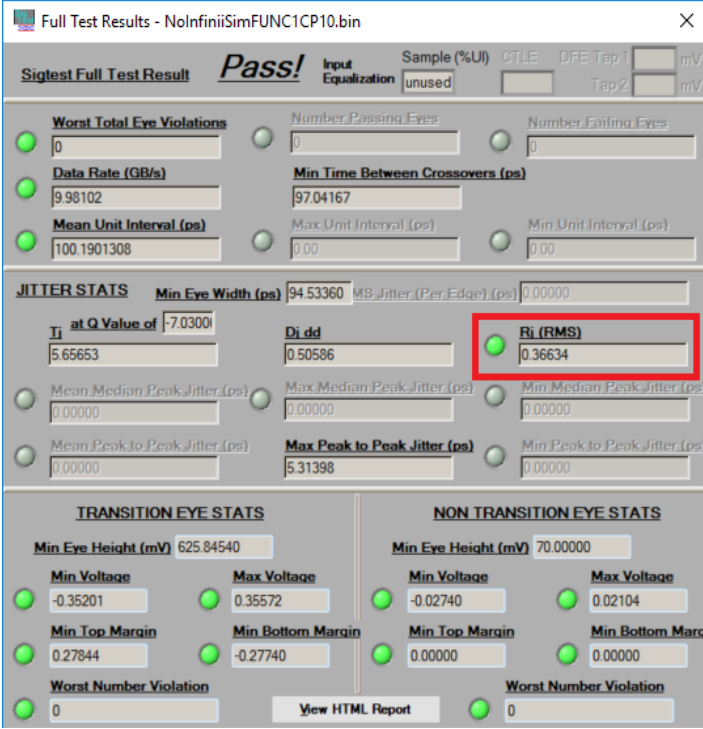 Full Test Results - NoInfiniiSimFUNC1CP10.bin
Sigtest Full Test Result Pass! Input Equalization Sample (%UI) unused CTLE DFE Tap 1 mV
Tap 2 mV
Worst Total Eye Violations Number Passing Eyes Number Failing Eyes
0 0 0
Data Rate (GB/s) Min Time Between Crossovers (ps)
9.98102 97.04167
Mean Unit Interval (ps) Max Unit Interval (ps) Min Unit Interval (ps)
100.1901308 0.00 0.00
JITTER STATS Min Eye Width (ps) 94.53360 MS Jitter (Per Edge) (ps) 0.00000
Tj at Q Value of -7.0300 Dj dd Rj (RMS)
5.65653 0.50586 0.36634
Mean Median Peak Jitter (ps) Max Median Peak Jitter (ps) Min Median Peak Jitter (ps
0.00000 0.00000 0.00000
Mean Peak to Peak Jitter (ps) Max Peak to Peak Jitter (ps) Min Peak to Peak Jitter (ps
0.00000 5.31398 0.00000
TRANSITION EYE STATS NON TRANSITION EYE STATS
Min Eye Height (mV) 625.84540 Min Eye Height (mV) 70.00000
Min Voltage Max Voltage Min Voltage Max Voltage
-0.35201 0.35572 -0.02740 0.02104
Min Top Margin Min Bottom Margin Min Top Margin Min Bottom Marg
0.27844 -0.27740 0.00000 0.00000
Worst Number Violation Worst Number Violation
0 View HTML Report 0